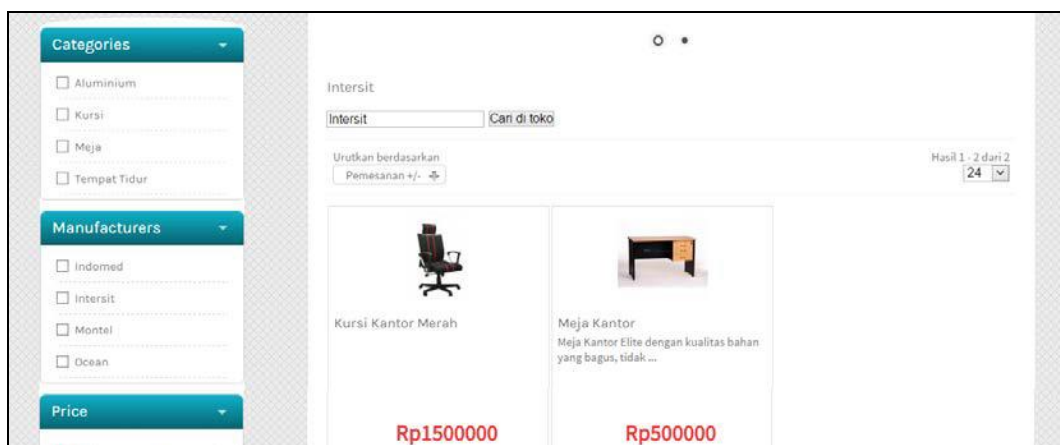 Categories
Aluminium
Kursi
Meja
Tempat Tidur
Manufacturers
Indomed
Intersit
Montel
Ocean
Price
Intersit
Intersit Cari di toko
Urutkan berdasarkan
Pemesanan +/-
Hasil 1 - 2 dari 2
24
Kursi Kantor Merah
Rp1500000
Meja Kantor
Meja Kantor Elite dengan kualitas bahan
yang bagus, tidak ...
Rp500000